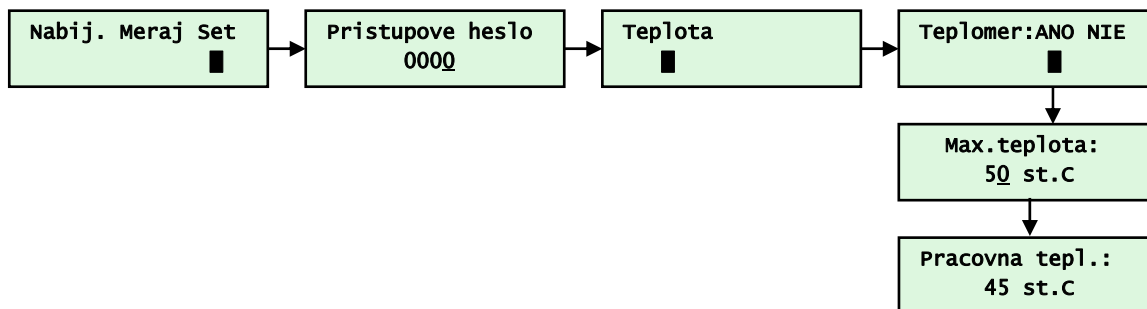 Nabij. Meraj Set
Pristupove heslo
0000
Teplota
Teplomer:ANO NIE
Max.teplota:
50 st.C
Pracovna tepl.:
45 st.C